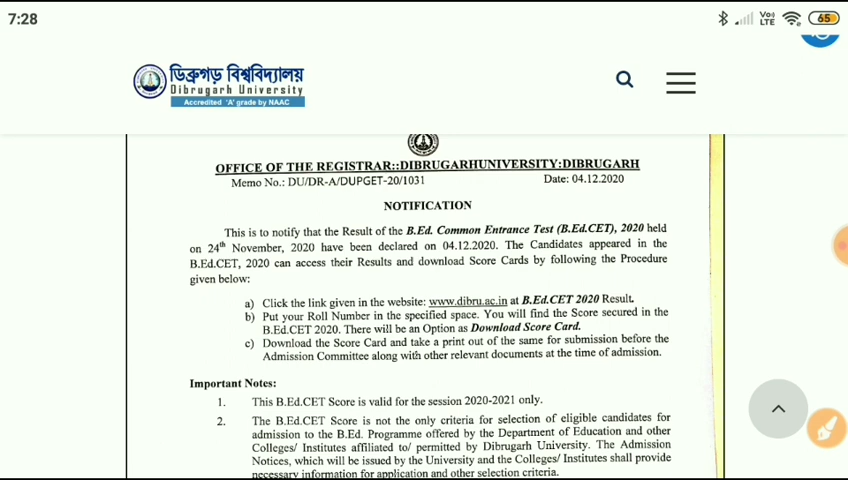 7:28
Vo)
LTE
65
ডিব্ৰুগড় বিশ্ববিদ্যালয়
Dibrugarh University
Accredited 'A' grade by NAAC
OFFICE OF THE REGISTRAR::DIBRUGARHUNIVERSITY:DIBRUGARH
Memo No.: DU/DR-A/DUPGET-20/1031 Date: 04.12.2020
NOTIFICATION
This is to notify that the Result of the B.Ed. Common Entrance Test (B.Ed.CET), 2020 held
on 24th November, 2020 have been declared on 04.12.2020. The Candidates appeared in the
B.Ed.CET, 2020 can access their Results and download Score Cards by following the Procedure
given below:
a) Click the link given in the website: www.dibru.ac.in at B.Ed.CET 2020 Result.
b) Put your Roll Number in the specified space. You will find the Score secured in the
B.Ed.CET 2020. There will be an Option as Download Score Card.
c) Download the Score Card and take a print out of the same for submission before the
Admission Committee along with other relevant documents at the time of admission.
Important Notes:
1. This B.Ed.CET Score is valid for the session 2020-2021 only.
2. The B.Ed.CET Score is not the only criteria for selection of eligible candidates for
admission to the B.Ed. Programme offered by the Department of Education and other
Colleges/ Institutes affiliated to/ permitted by Dibrugarh University. The Admission
Notices, which will be issued by the University and the Colleges/ Institutes shall provide
necessary information for application and other selection criteria.